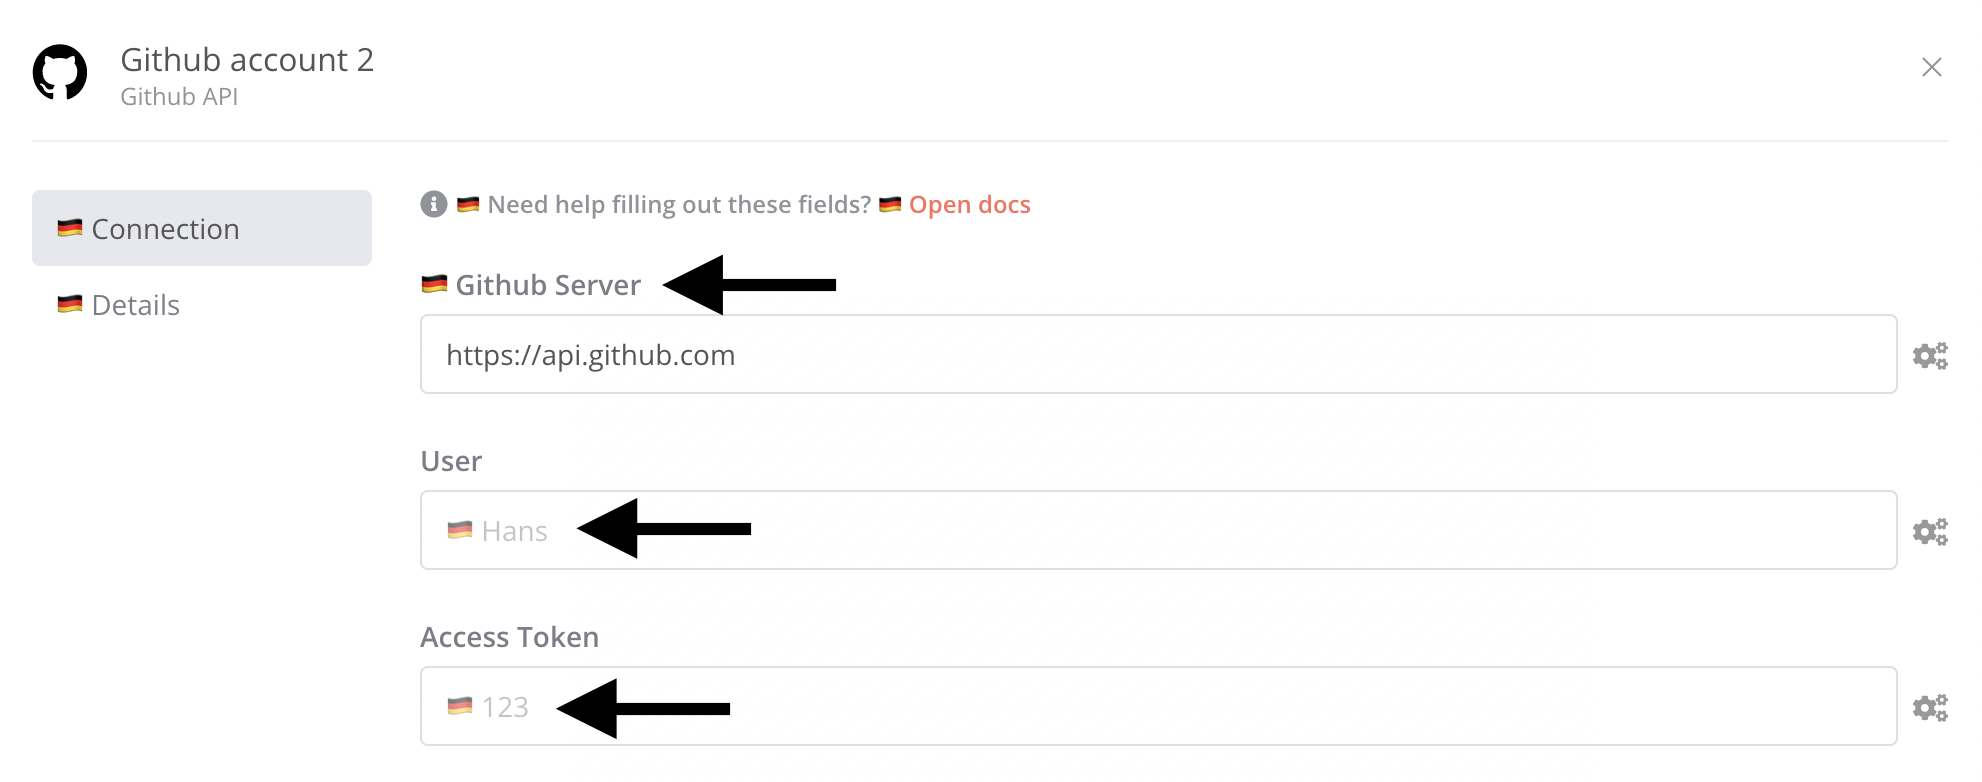 Github account 2
Github API
🇩🇪 Connection
🇩🇪 Details
🇩🇪 Need help filling out these fields? 🇩🇪 Open docs
🇩🇪 Github Server
https://api.github.com
User
🇩🇪 Hans
Access Token
🇩🇪 123